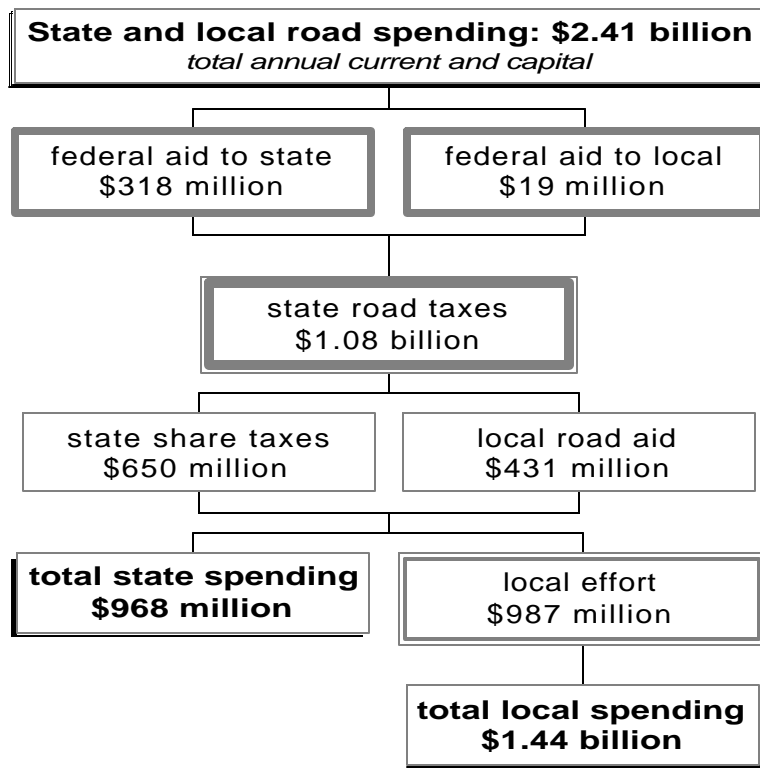 State and local road spending: $2.41 billion
total annual current and capital
federal aid to state
$318 million
federal aid to local
$19 million
state road taxes
$1.08 billion
state share taxes
$650 million
local road aid
$431 million
total state spending
$968 million
local effort
$987 million
total local spending
$1.44 billion